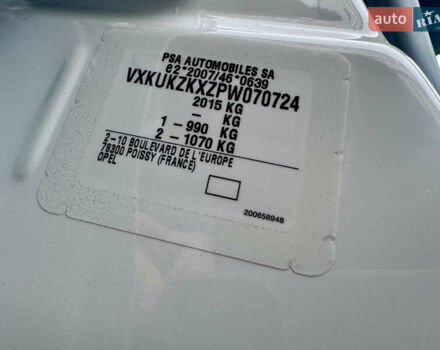 auto RIA
PSA AUTOMOBILES SA
e2*2007/46*0639
VXKUKZKXZPW070724
2015 KG
– KG
1 – 990 KG
2 – 1070 KG
2-10 BOULEVARD DE L'EUROPE
78300 POISSY (FRANCE)
OPEL
200658948